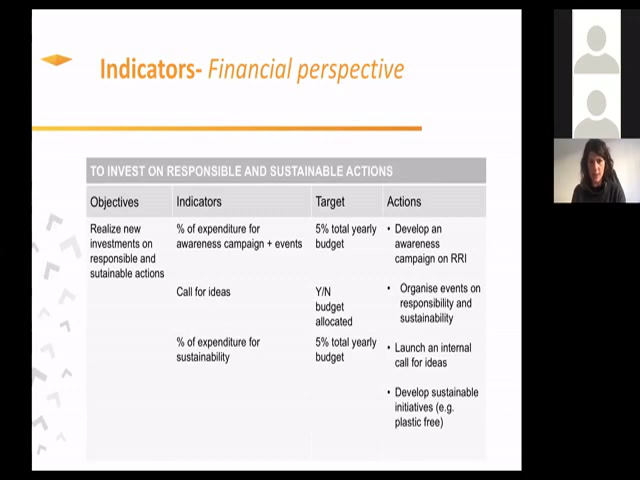 Indicators- Financial perspective
TO INVEST ON RESPONSIBLE AND SUSTAINABLE ACTIONS
Objectives
Indicators
Target
Actions
Realize new
investments on
responsible and
sutainable actions
% of expenditure for
awareness campaign + events
5% total yearly
budget
• Develop an
awareness
campaign on RRI
Call for ideas
Y/N
budget
allocated
• Organise events on
responsibility and
sustainability
% of expenditure for
sustainability
5% total yearly
budget
• Launch an internal
call for ideas
• Develop sustainable
initiatives (e.g.
plastic free)